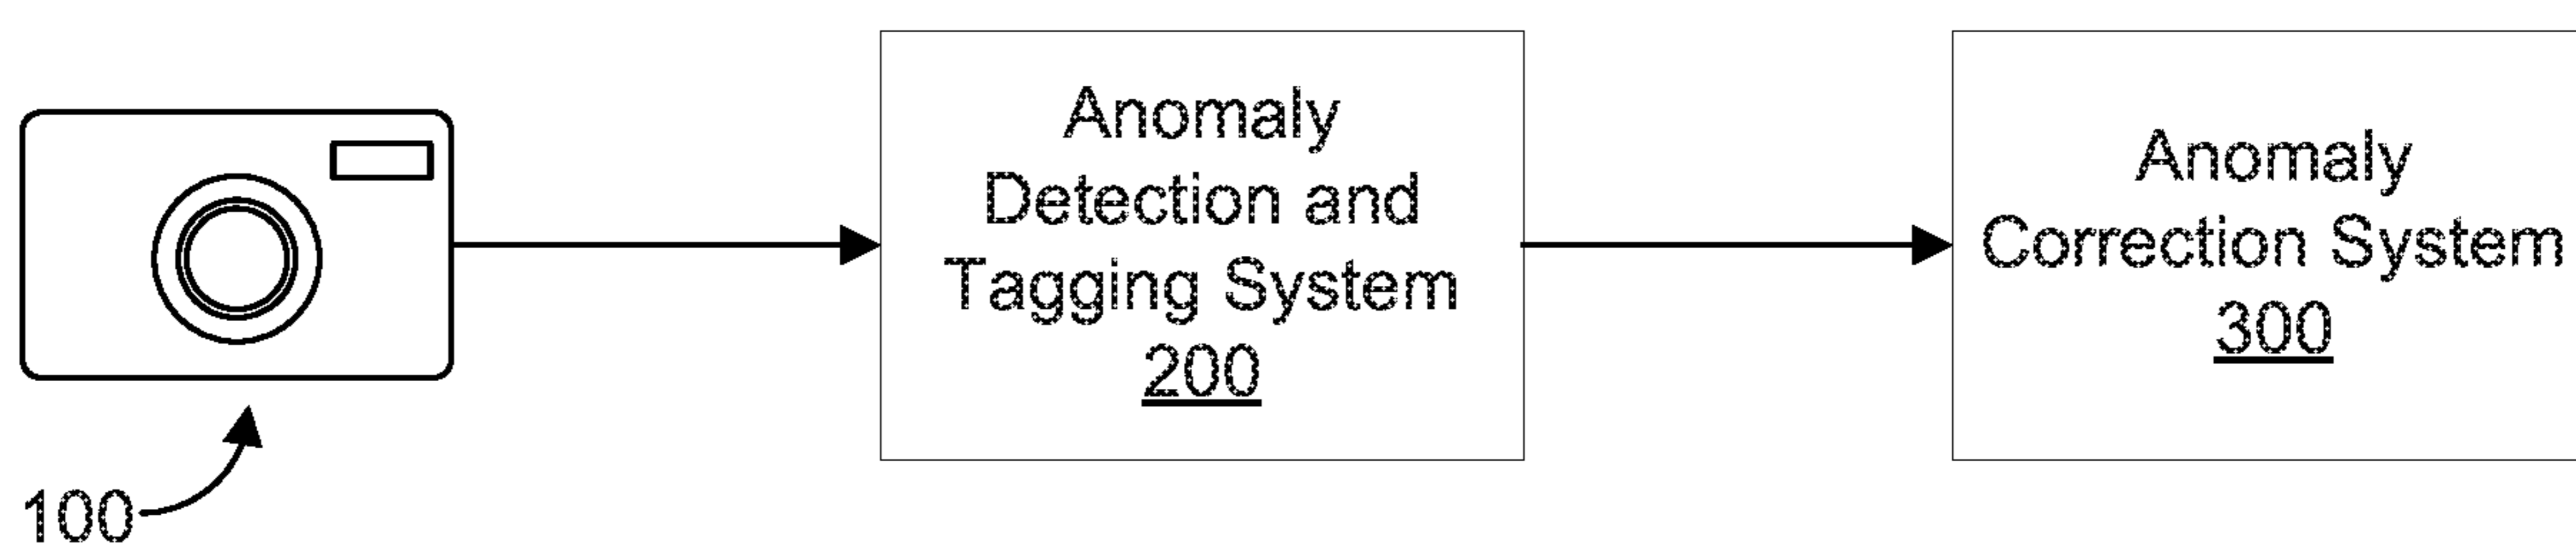 Anomaly
Detection and
Tagging System
200
Anomaly
Correction System
300
100